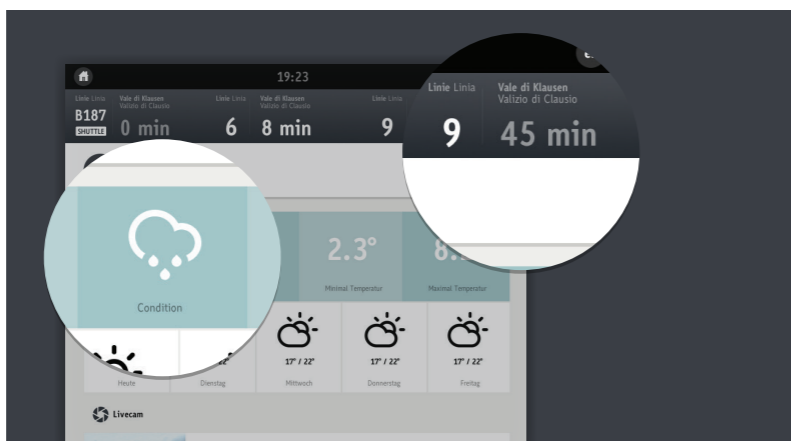 19:23
Linie Linia
Vale di Klausen
Valizio di Clausio
Linie Linia
Vale di Klausen
Valizio di Clausio
Linie Linia
B187
SHUTTLE
0 min
6
8 min
9
Linie Linia
Vale di Klausen
Valizio di Clausio
9
45 min
2.3°
8.
Minimal Temperatur
Maximal Temperatur
Condition
17° / 22°
17° / 22°
17° / 22°
Heute
Dienstag
Mittwoch
Donnerstag
Freitag
Livecam